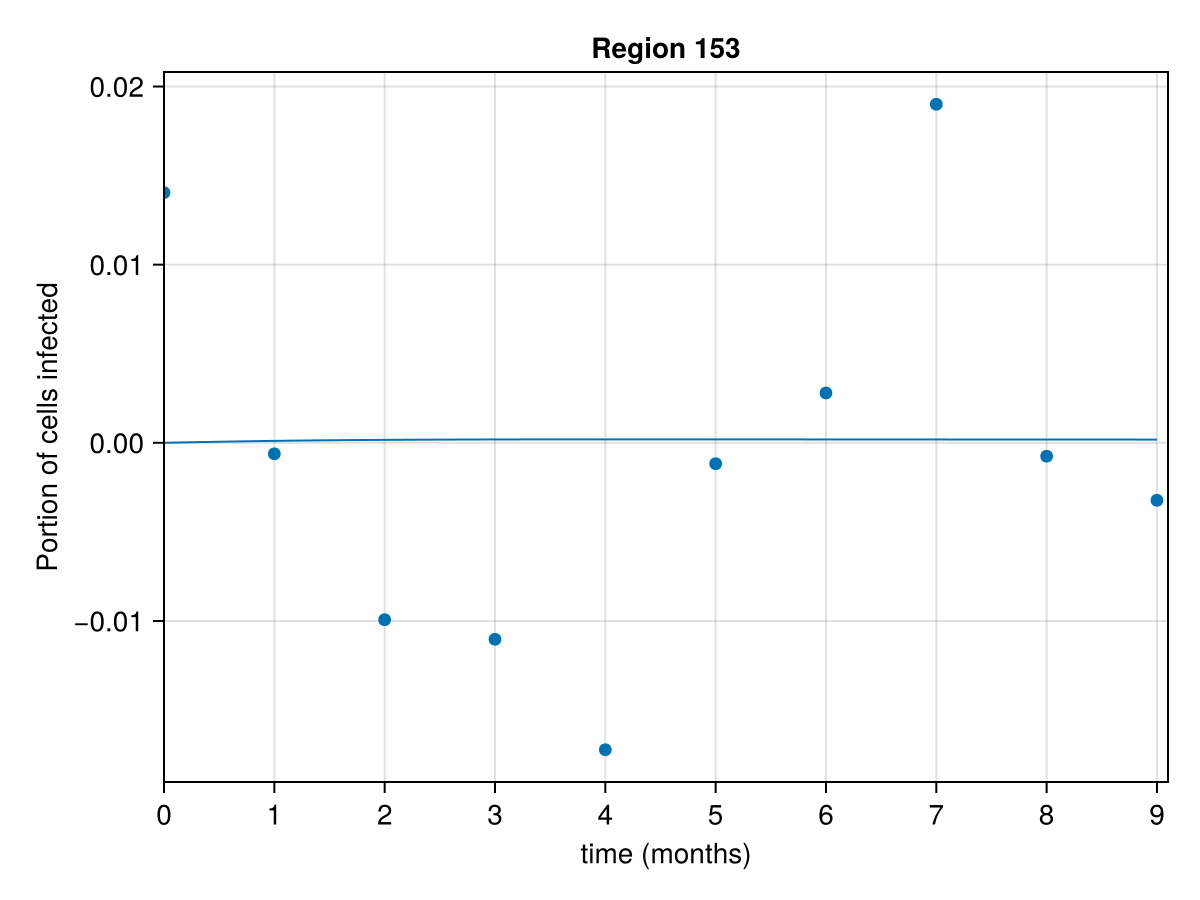 Region 153
Portion of cells infected
0.02
0.01
0.00
−0.01
0 1 2 3 4 5 6 7 8 9
time (months)